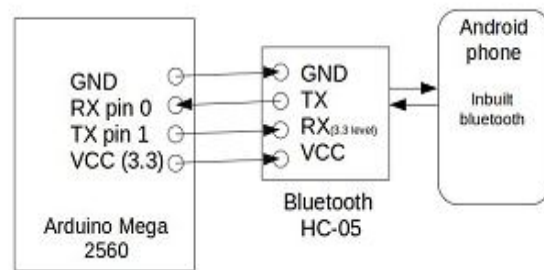 GND
RX pin 0
TX pin 1
VCC (3.3)
Arduino Mega
2560
GND
TX
RX(3.3 level)
VCC
Bluetooth
HC-05
Android
phone
Inbuilt
bluetooth